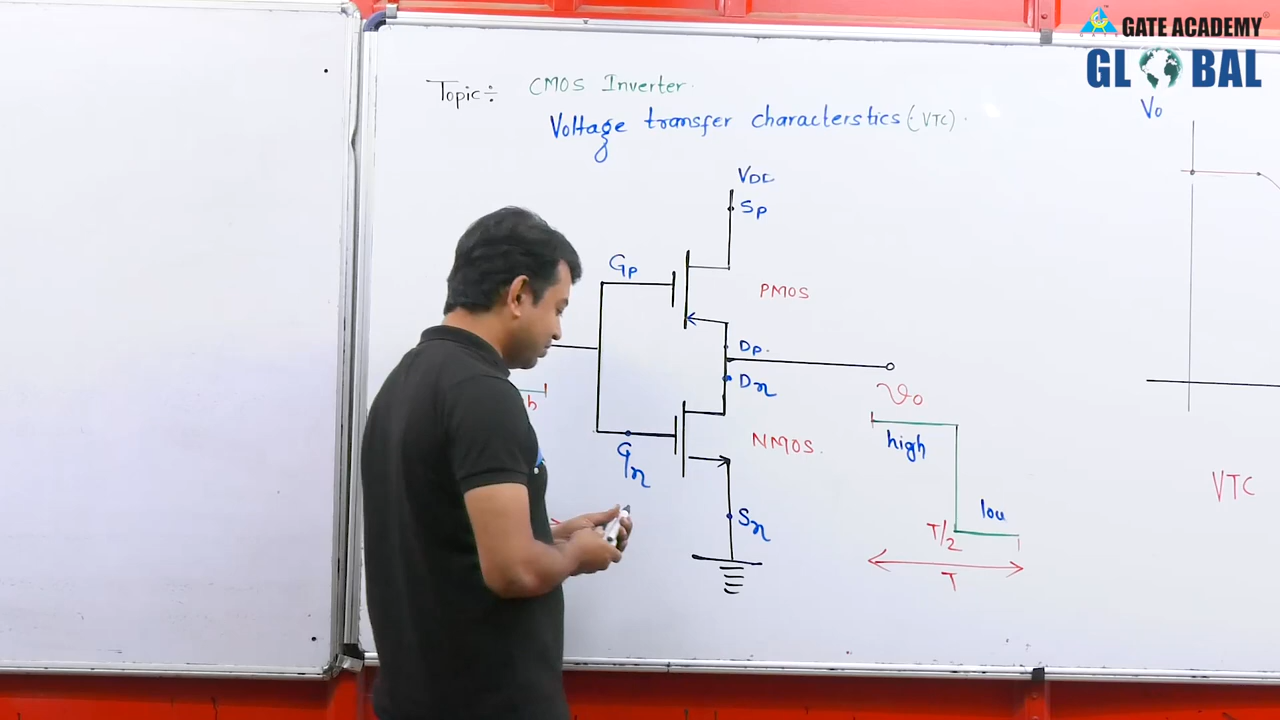 GATE ACADEMY
GLOBAL
Topic:
CMOS Inverter.
Voltage transfer characterstics (VTC).
Vo
VDD
Sp
Gp
PMOS
Dp.
Dn
Vo
high
NMOS.
Gn
VTC
low
Sn
T/2
T